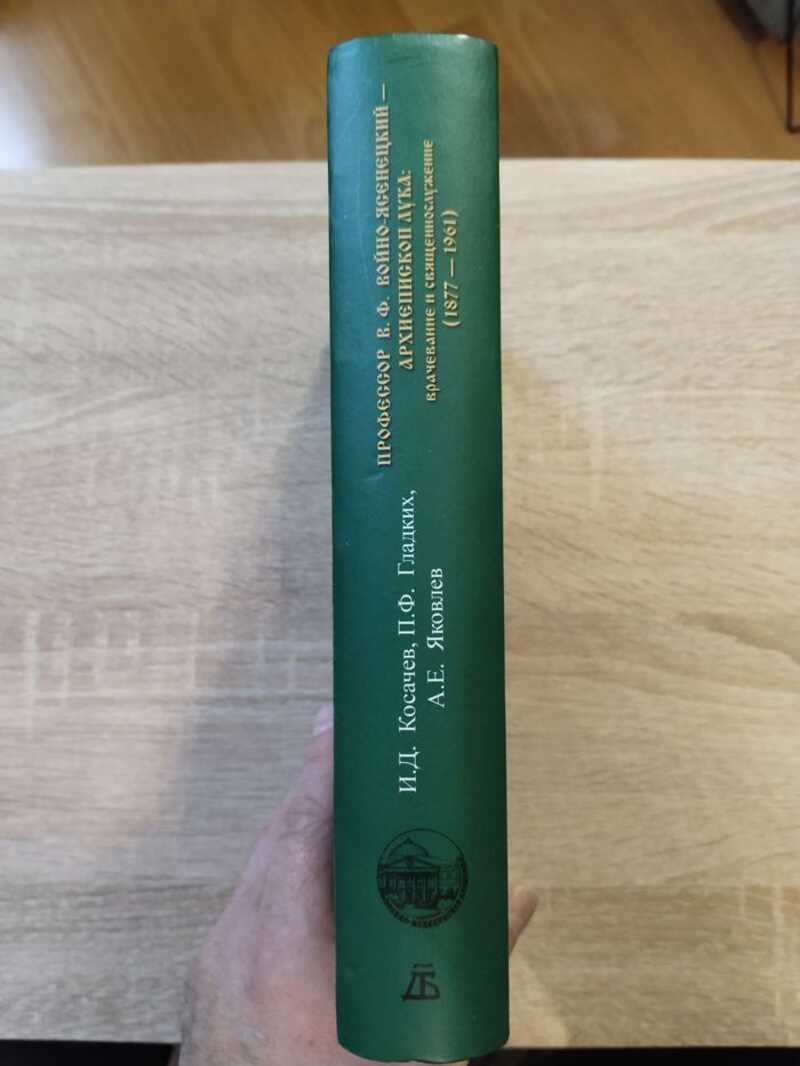 ПРОФЕССОР В. Ф. ВОЙНО-ЯСЕНЕЦКИЙ —
АРХИЕПИСКОП ЛУКА:
врачевание и священнослужение
(1877 — 1961)
И.Д. Косачев, П.Ф. Гладких,
А.Е. Яковлев